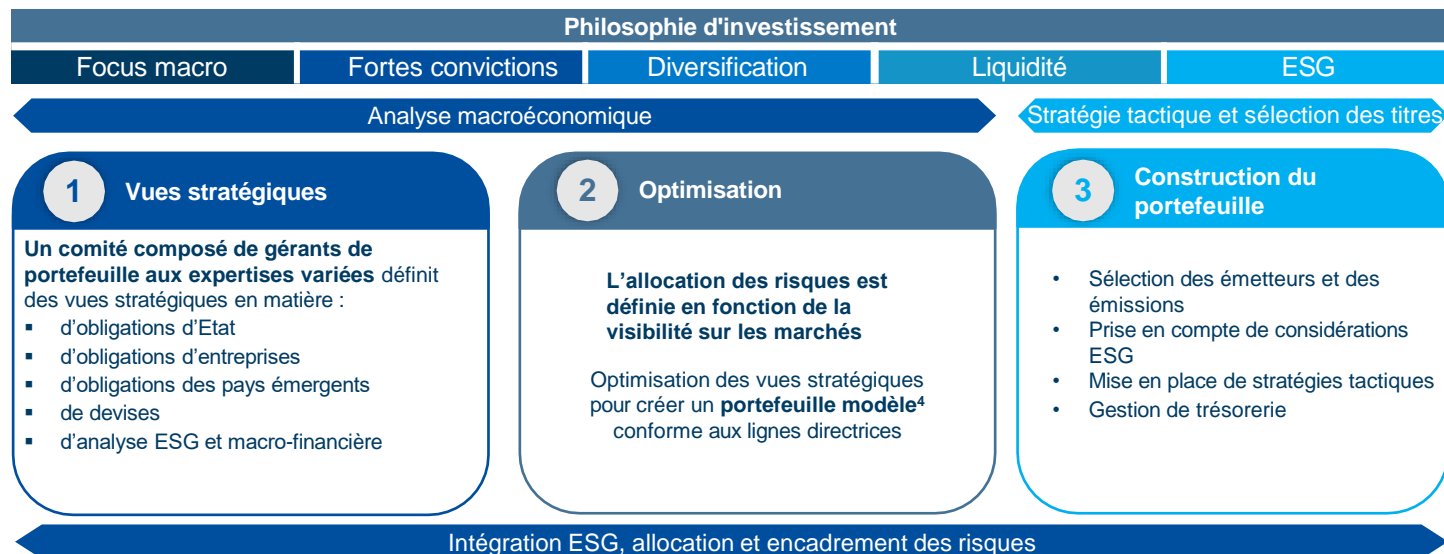 Philosophie d'investissement
Focus macro
Fortes convictions
Diversification
Liquidité
ESG
Analyse macroéconomique
Stratégie tactique et sélection des titres
1
Vues stratégiques
Un comité composé de gérants de
portefeuille aux expertises variées définit
des vues stratégiques en matière :
▪ d’obligations d’Etat
▪ d’obligations d’entreprises
▪ d’obligations des pays émergents
▪ de devises
▪ d’analyse ESG et macro-financière
2
Optimisation
L’allocation des risques est
définie en fonction de la
visibilité sur les marchés
Optimisation des vues stratégiques
pour créer un portefeuille modèle⁴
conforme aux lignes directrices
3
Construction du
portefeuille
• Sélection des émetteurs et des
émissions
• Prise en compte de considérations
ESG
• Mise en place de stratégies tactiques
• Gestion de trésorerie
Intégration ESG, allocation et encadrement des risques